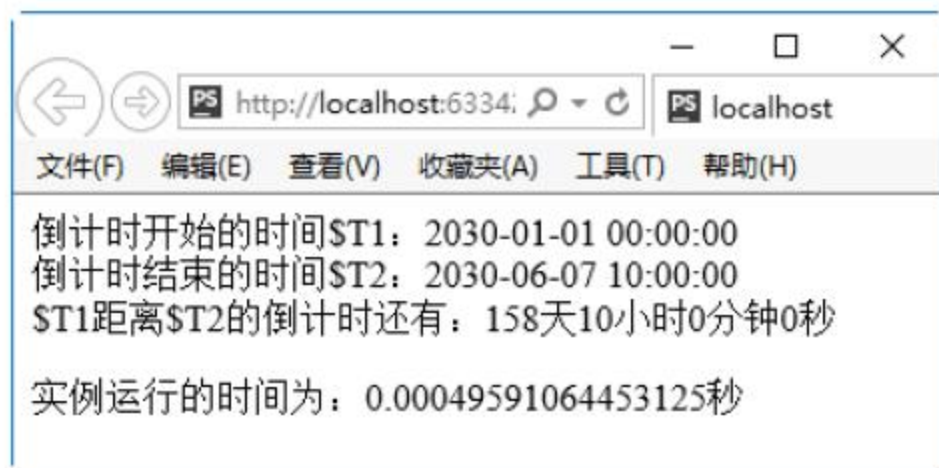 http://localhost:6334
localhost
文件(F) 编辑(E) 查看(V) 收藏夹(A) 工具(T) 帮助(H)
倒计时开始的时间$T1：2030-01-01 00:00:00
倒计时结束的时间$T2：2030-06-07 10:00:00
$T1距离$T2的倒计时还有：158天10小时0分钟0秒
实例运行的时间为：0.00049591064453125秒